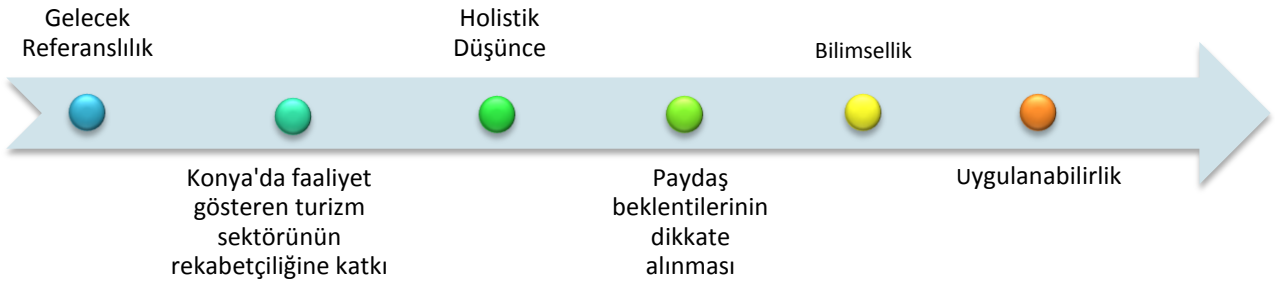 Gelecek
Referanslılık
Konya'da faaliyet
gösteren turizm
sektörünün
rekabetçiliğine katkı
Holistik
Düşünce
Paydaş
beklentilerinin
dikkate
alınması
Bilimsellik
Uygulanabilirlik